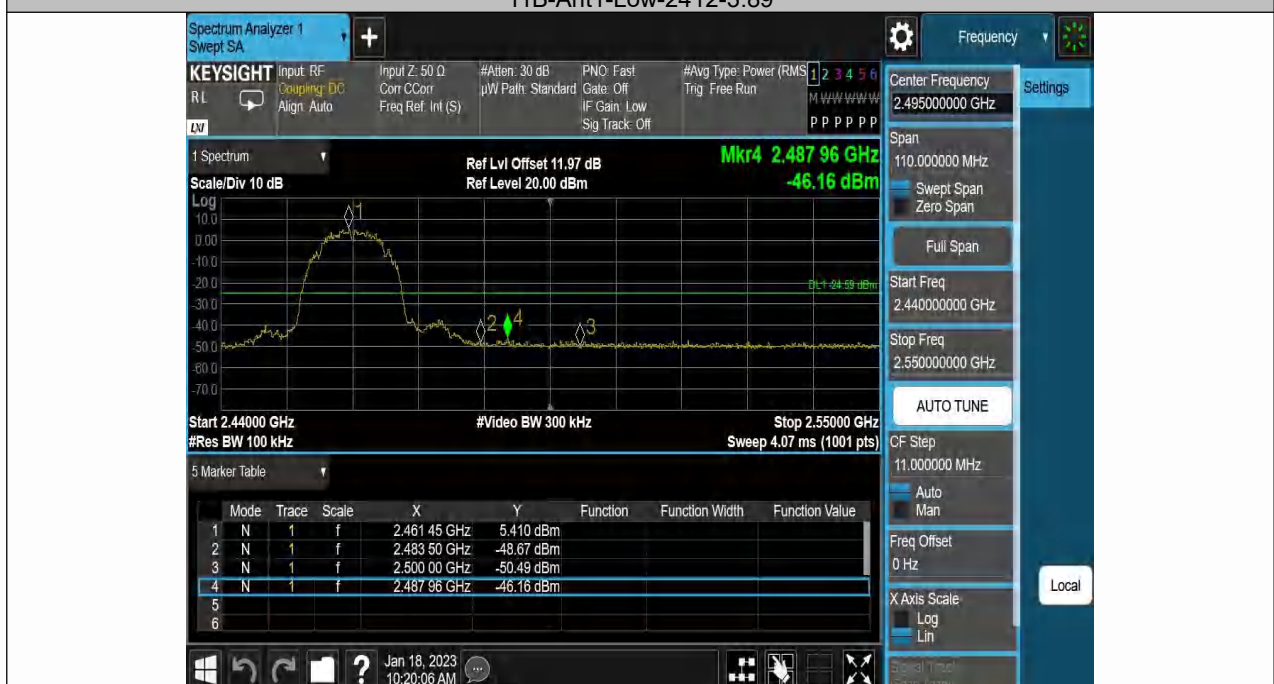 11B-Ant1-Low-2412-5.89
Spectrum Analyzer 1
Swept SA
+
Frequency
KEYSIGHT
RL
LXI
Input: RF
Coupling: DC
Align: Auto
Input Z: 50 Ω
Corr CCorr
Freq Ref: Int (S)
#Atten: 30 dB
µW Path: Standard
PNO: Fast
Gate: Off
IF Gain: Low
Sig Track: Off
#Avg Type: Power (RMS
Trig: Free Run
1 2 3 4 5 6
M W W W W W
P P P P P P
Center Frequency
2.495000000 GHz
Settings
1 Spectrum
Scale/Div 10 dB
Ref Lvl Offset 11.97 dB
Ref Level 20.00 dBm
Mkr4 2.487 96 GHz
-46.16 dBm
Log
10.0
0.00
-10.0
-20.0
-30.0
-40.0
-50.0
-60.0
-70.0
1
2
4
3
DL1 -24.59 dBm
Start 2.44000 GHz
#Res BW 100 kHz
#Video BW 300 kHz
Stop 2.55000 GHz
Sweep 4.07 ms (1001 pts)
Span
110.000000 MHz
Swept Span
Zero Span
Full Span
Start Freq
2.440000000 GHz
Stop Freq
2.550000000 GHz
AUTO TUNE
CF Step
11.000000 MHz
Auto
Man
Freq Offset
0 Hz
X Axis Scale
Log
Lin
Signal Track
Local
5 Marker Table
Mode Trace Scale X Y Function Function Width Function Value
1 N 1 f 2.461 45 GHz 5.410 dBm
2 N 1 f 2.483 50 GHz -48.67 dBm
3 N 1 f 2.500 00 GHz -50.49 dBm
4 N 1 f 2.487 96 GHz -46.16 dBm
5
6
?
Jan 18, 2023
10:20:06 AM